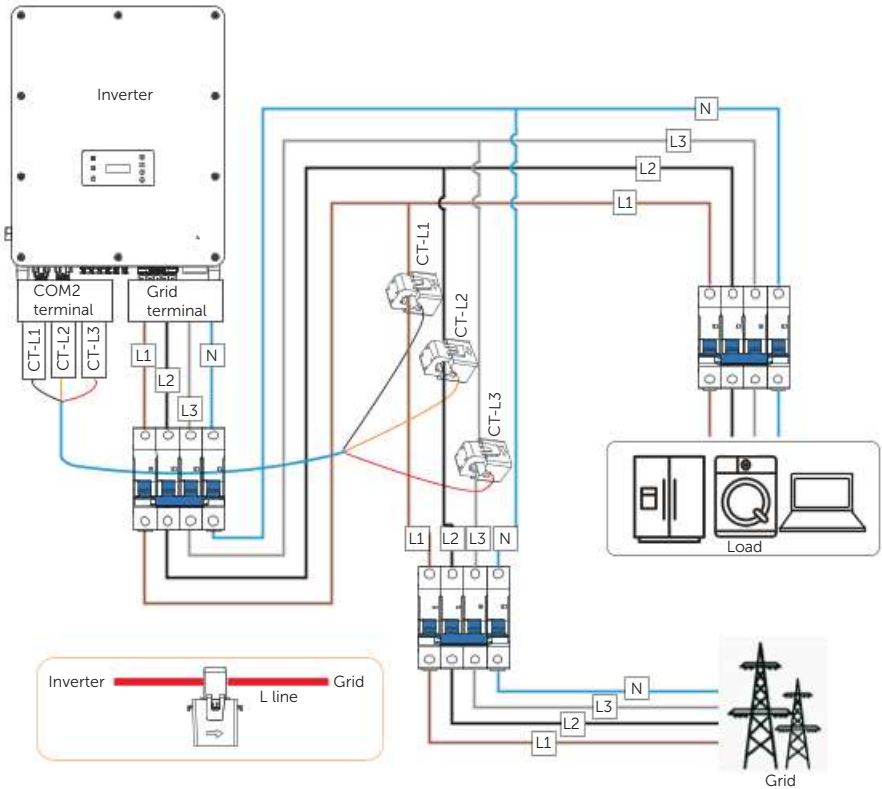 Inverter
N
L3
L2
L1
CT-L1
CT-L2
CT-L3
COM2
terminal
Grid
terminal
CT-L1
CT-L2
CT-L3
L1
L2
L3
N
L1
L2
L3
N
Load
Inverter
Grid
L line
N
L3
L2
L1
Grid